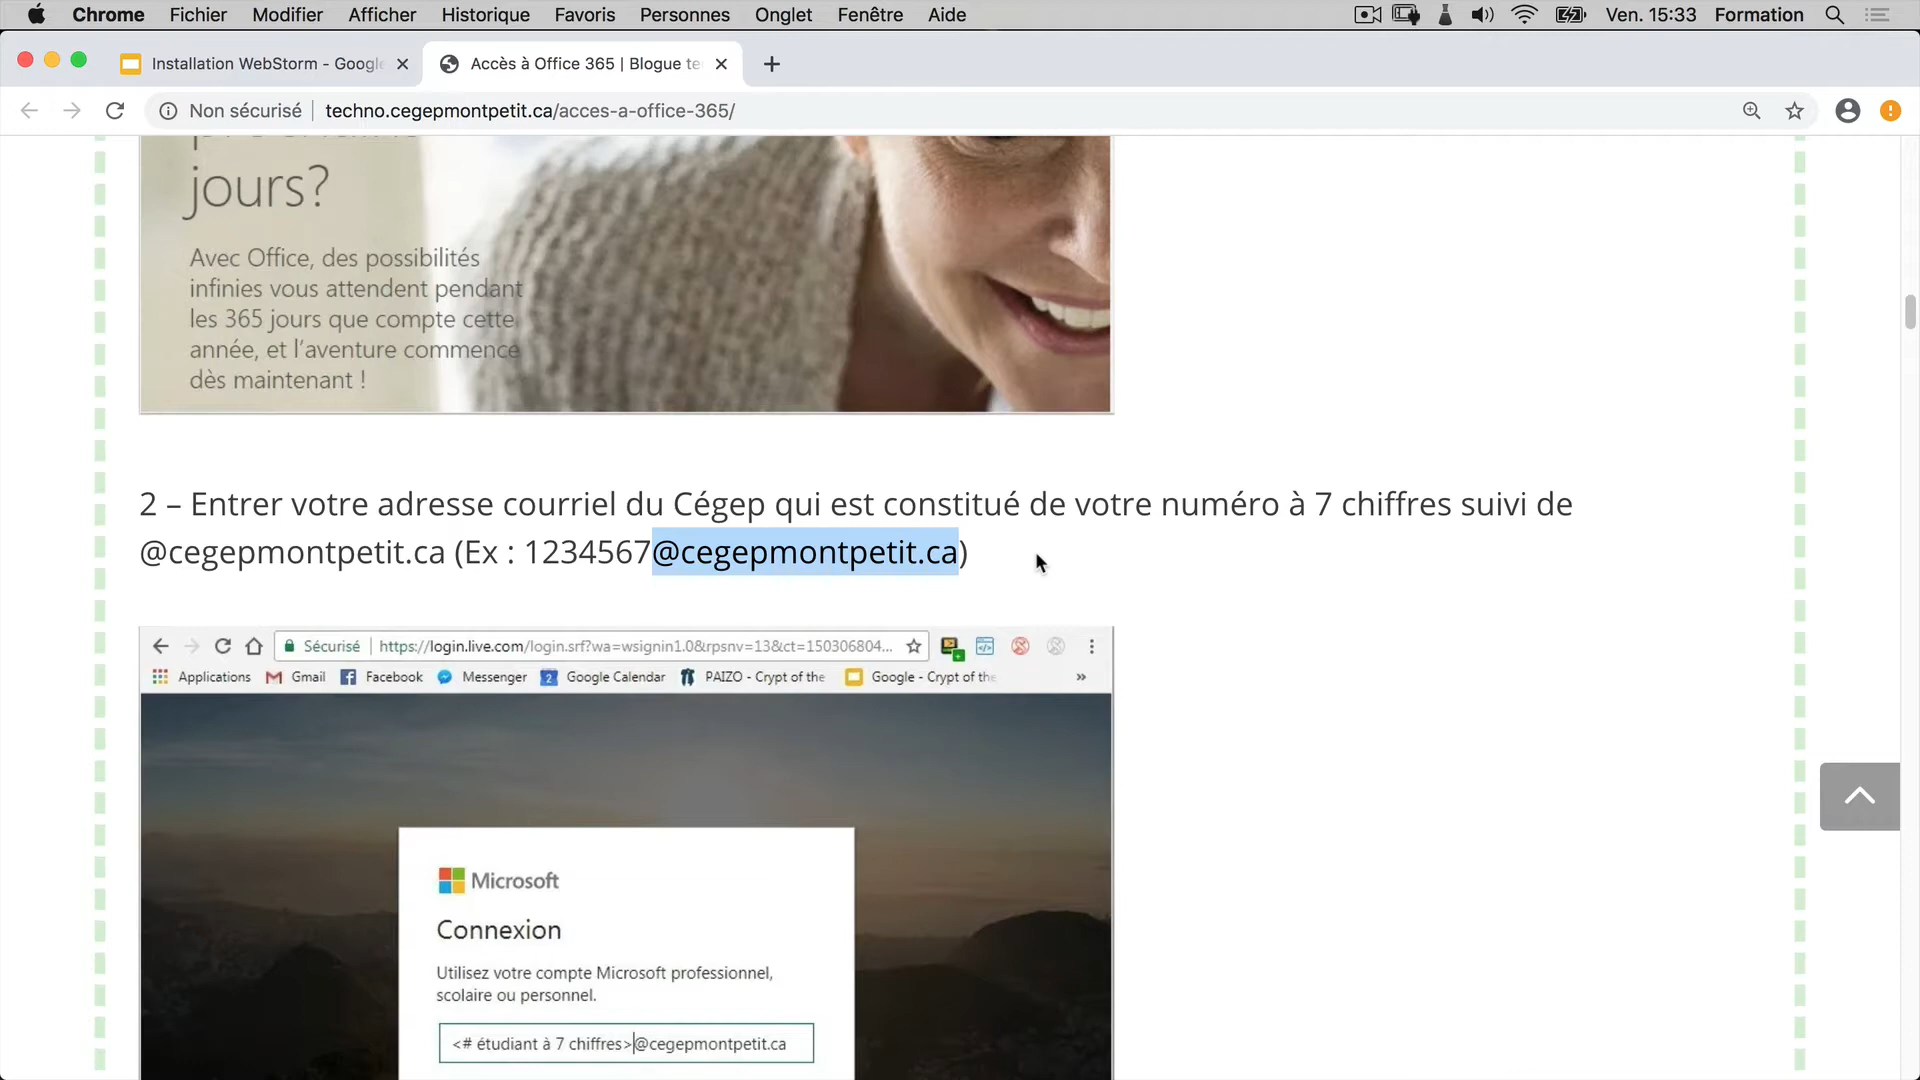 Chrome Fichier Modifier Afficher Historique Favoris Personnes Onglet Fenêtre Aide Ven. 15:33 Formation
Installation WebStorm - Google
Accès à Office 365 | Blogue te
Non sécurisé techno.cegepmontpetit.ca/acces-a-office-365/
jours?
Avec Office, des possibilités
infinies vous attendent pendant
les 365 jours que compte cette
année, et l'aventure commence
dès maintenant !
2 – Entrer votre adresse courriel du Cégep qui est constitué de votre numéro à 7 chiffres suivi de
@cegepmontpetit.ca (Ex : 1234567@cegepmontpetit.ca)
Sécurisé https://login.live.com/login.srf?wa=wsignin1.0&rpsnv=13&ct=150306804...
Applications Gmail Facebook Messenger Google Calendar PAIZO - Crypt of the Google - Crypt of the »
Microsoft
Connexion
Utilisez votre compte Microsoft professionnel,
scolaire ou personnel.
<# étudiant à 7 chiffres>@cegepmontpetit.ca